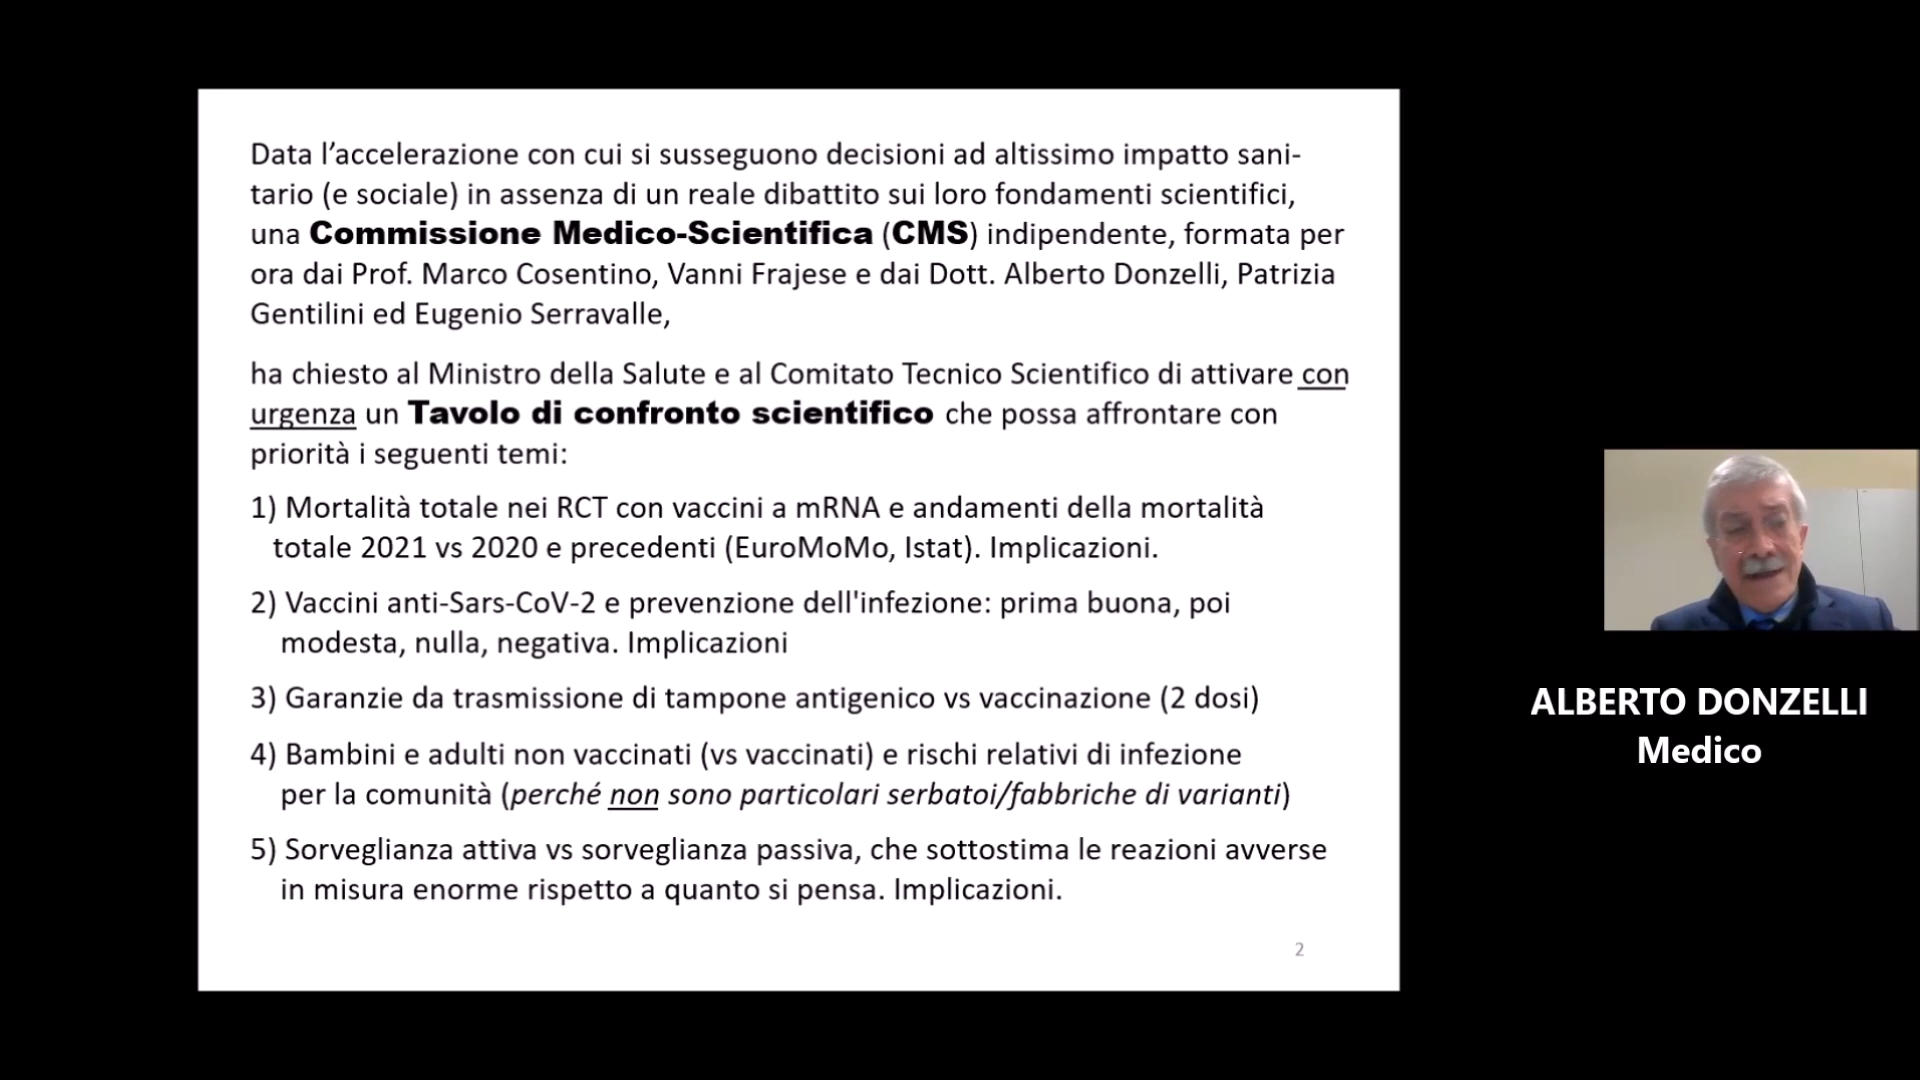 Data l’accelerazione con cui si susseguono decisioni ad altissimo impatto sani-
tario (e sociale) in assenza di un reale dibattito sui loro fondamenti scientifici,
una Commissione Medico-Scientifica (CMS) indipendente, formata per
ora dai Prof. Marco Cosentino, Vanni Frajese e dai Dott. Alberto Donzelli, Patrizia
Gentilini ed Eugenio Serravalle,
ha chiesto al Ministro della Salute e al Comitato Tecnico Scientifico di attivare con
urgenza un Tavolo di confronto scientifico che possa affrontare con
priorità i seguenti temi:
1) Mortalità totale nei RCT con vaccini a mRNA e andamenti della mortalità
totale 2021 vs 2020 e precedenti (EuroMoMo, Istat). Implicazioni.
2) Vaccini anti-Sars-CoV-2 e prevenzione dell'infezione: prima buona, poi
modesta, nulla, negativa. Implicazioni
3) Garanzie da trasmissione di tampone antigenico vs vaccinazione (2 dosi)
4) Bambini e adulti non vaccinati (vs vaccinati) e rischi relativi di infezione
per la comunità (perché non sono particolari serbatoi/fabbriche di varianti)
5) Sorveglianza attiva vs sorveglianza passiva, che sottostima le reazioni avverse
in misura enorme rispetto a quanto si pensa. Implicazioni.
2
ALBERTO DONZELLI
Medico